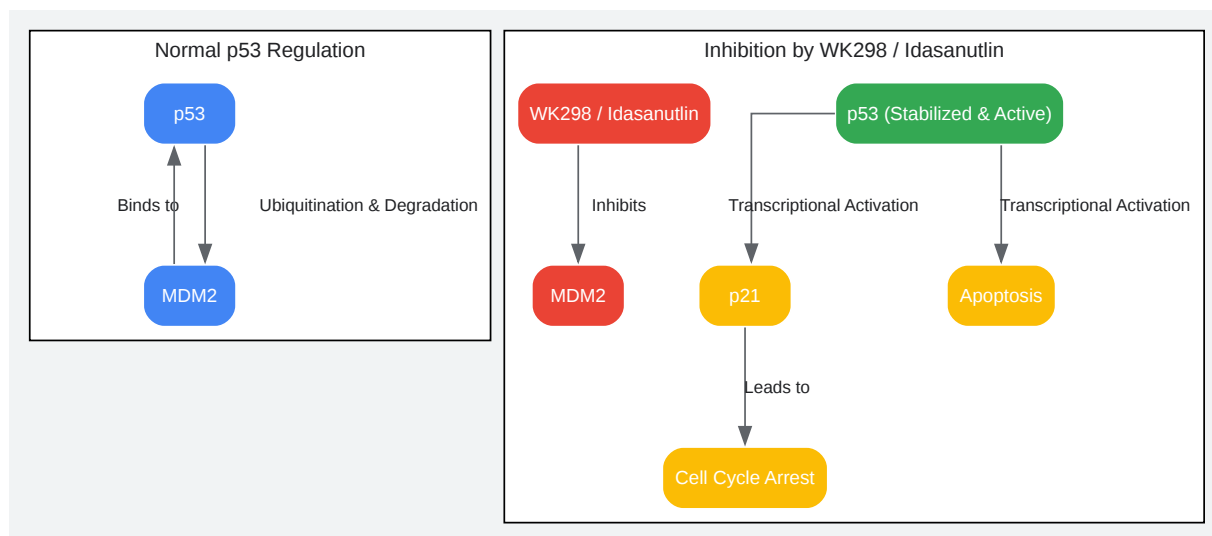 Normal p53 Regulation
p53
Binds to
Ubiquitination & Degradation
MDM2
Inhibition by WK298 / Idasanutlin
WK298 / Idasanutlin
p53 (Stabilized & Active)
Inhibits
Transcriptional Activation
Transcriptional Activation
MDM2
p21
Apoptosis
Leads to
Cell Cycle Arrest